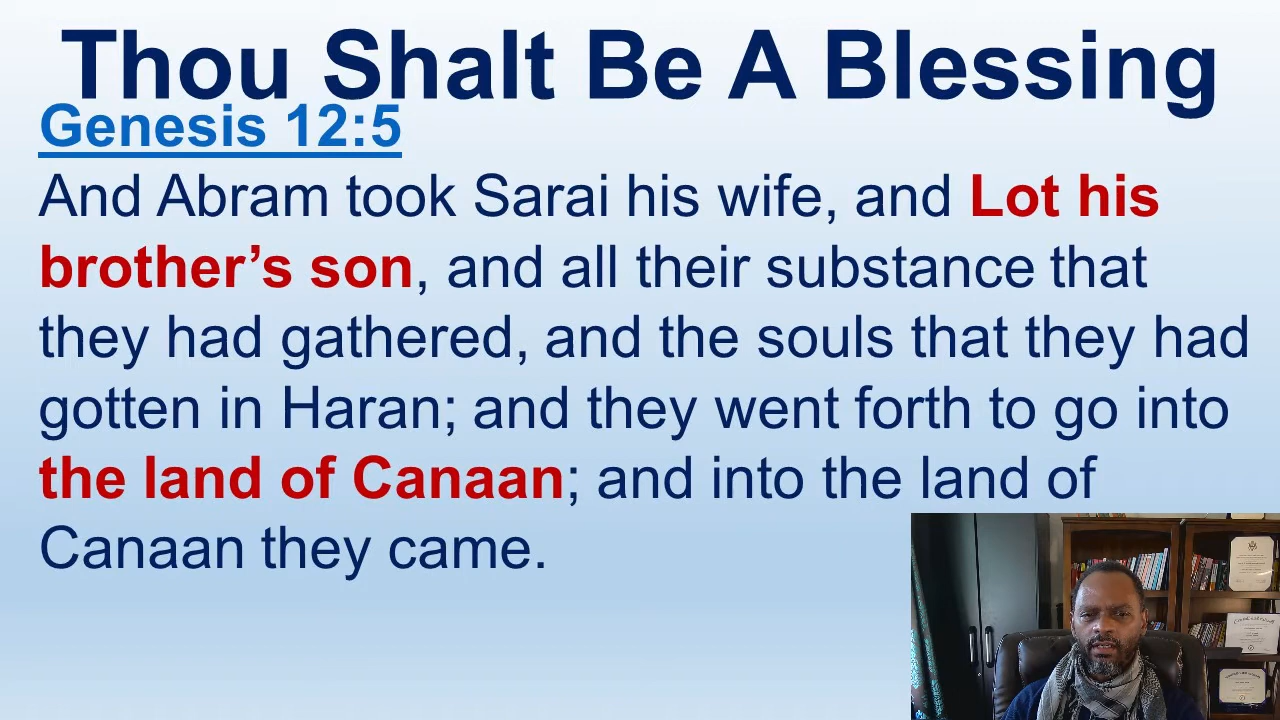 Thou Shalt Be A Blessing
Genesis 12:5
And Abram took Sarai his wife, and Lot his
brother’s son, and all their substance that
they had gathered, and the souls that they had
gotten in Haran; and they went forth to go into
the land of Canaan; and into the land of
Canaan they came.